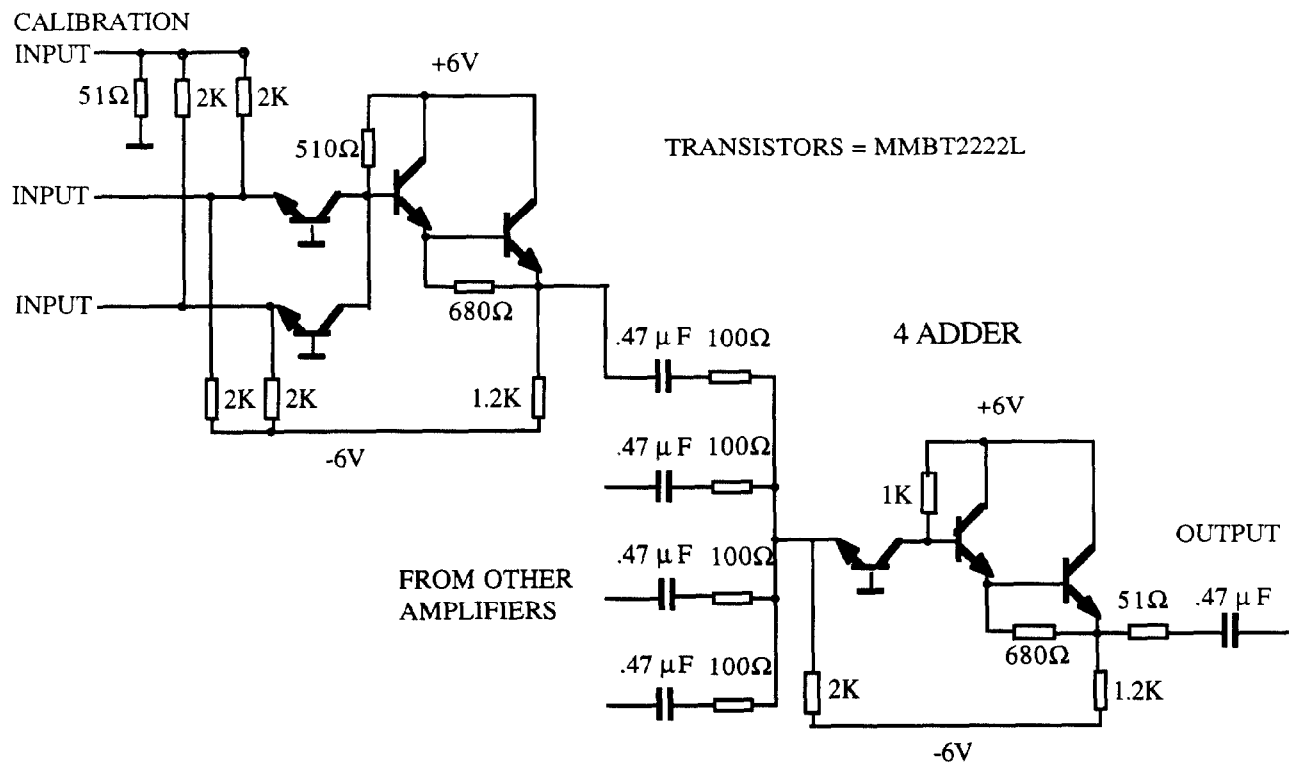 CALIBRATION
INPUT
51Ω
2K
2K
+6V
510Ω
TRANSISTORS = MMBT2222L
INPUT
INPUT
680Ω
2K
2K
1.2K
-6V
.47 μ F
100Ω
4 ADDER
+6V
.47 μ F
100Ω
1K
OUTPUT
FROM OTHER
AMPLIFIERS
.47 μ F
100Ω
51Ω
.47 μ F
680Ω
.47 μ F
100Ω
2K
1.2K
-6V